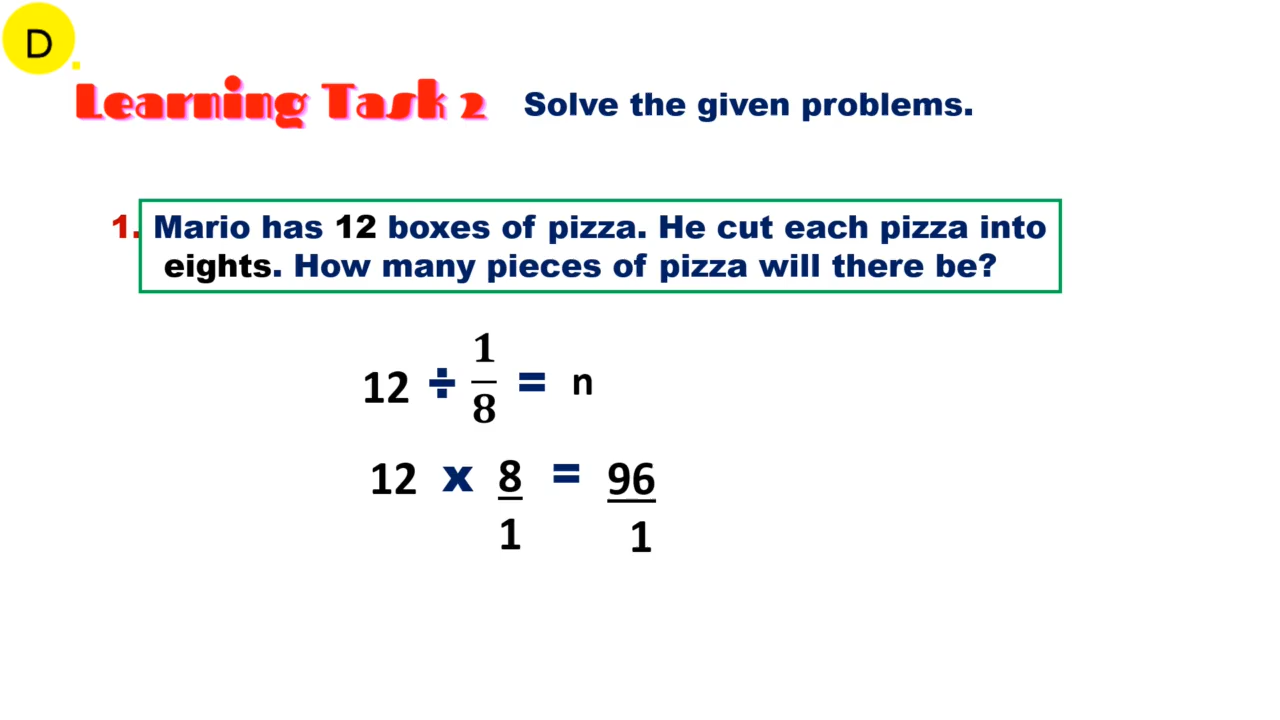 D
.
Learning Task 2 Solve the given problems.
1. Mario has 12 boxes of pizza. He cut each pizza into
eights. How many pieces of pizza will there be?
12 ÷ 1/8 = n
12 x 8/1 = 96/1